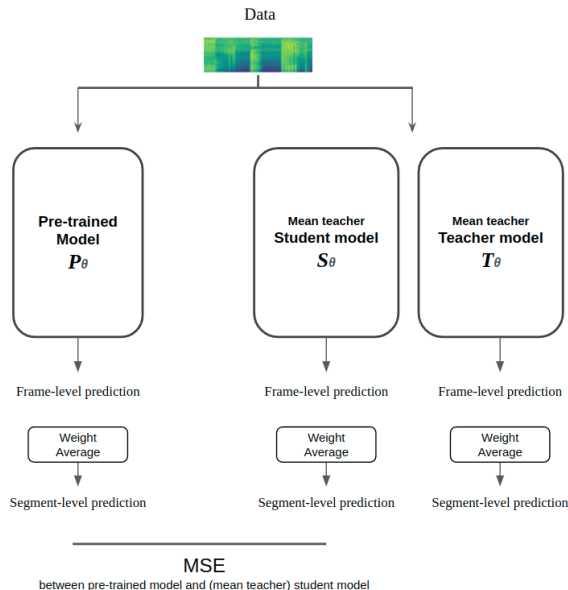 Data
Pre-trained
Model
Pθ
Mean teacher
Student model
Sθ
Mean teacher
Teacher model
Tθ
Frame-level prediction
Frame-level prediction
Frame-level prediction
Weight
Average
Weight
Average
Weight
Average
Segment-level prediction
Segment-level prediction
Segment-level prediction
MSE
between pre-trained model and (mean teacher) student model